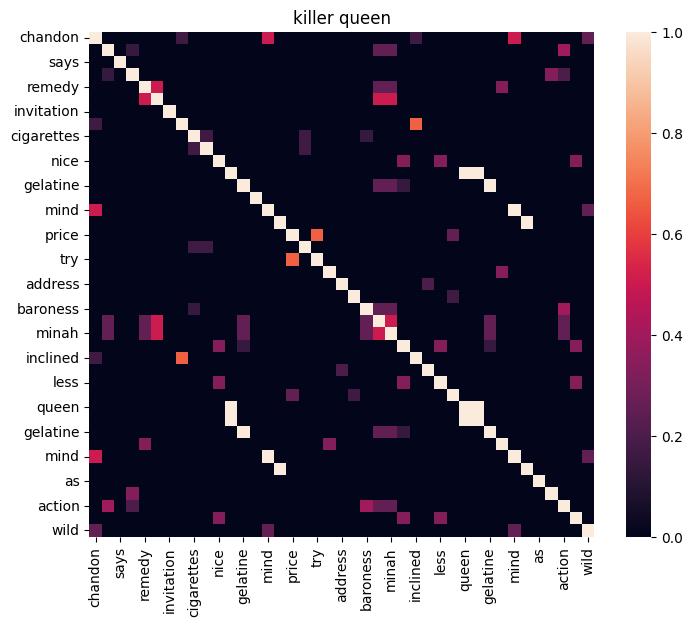 killer queen
chandon
says
remedy
invitation
cigarettes
nice
gelatine
mind
price
try
address
baroness
minah
inclined
less
queen
gelatine
mind
as
action
wild
1.0
0.8
0.6
0.4
0.2
0.0
chandon
says
remedy
invitation
cigarettes
nice
gelatine
mind
price
try
address
baroness
minah
inclined
less
queen
gelatine
mind
as
action
wild